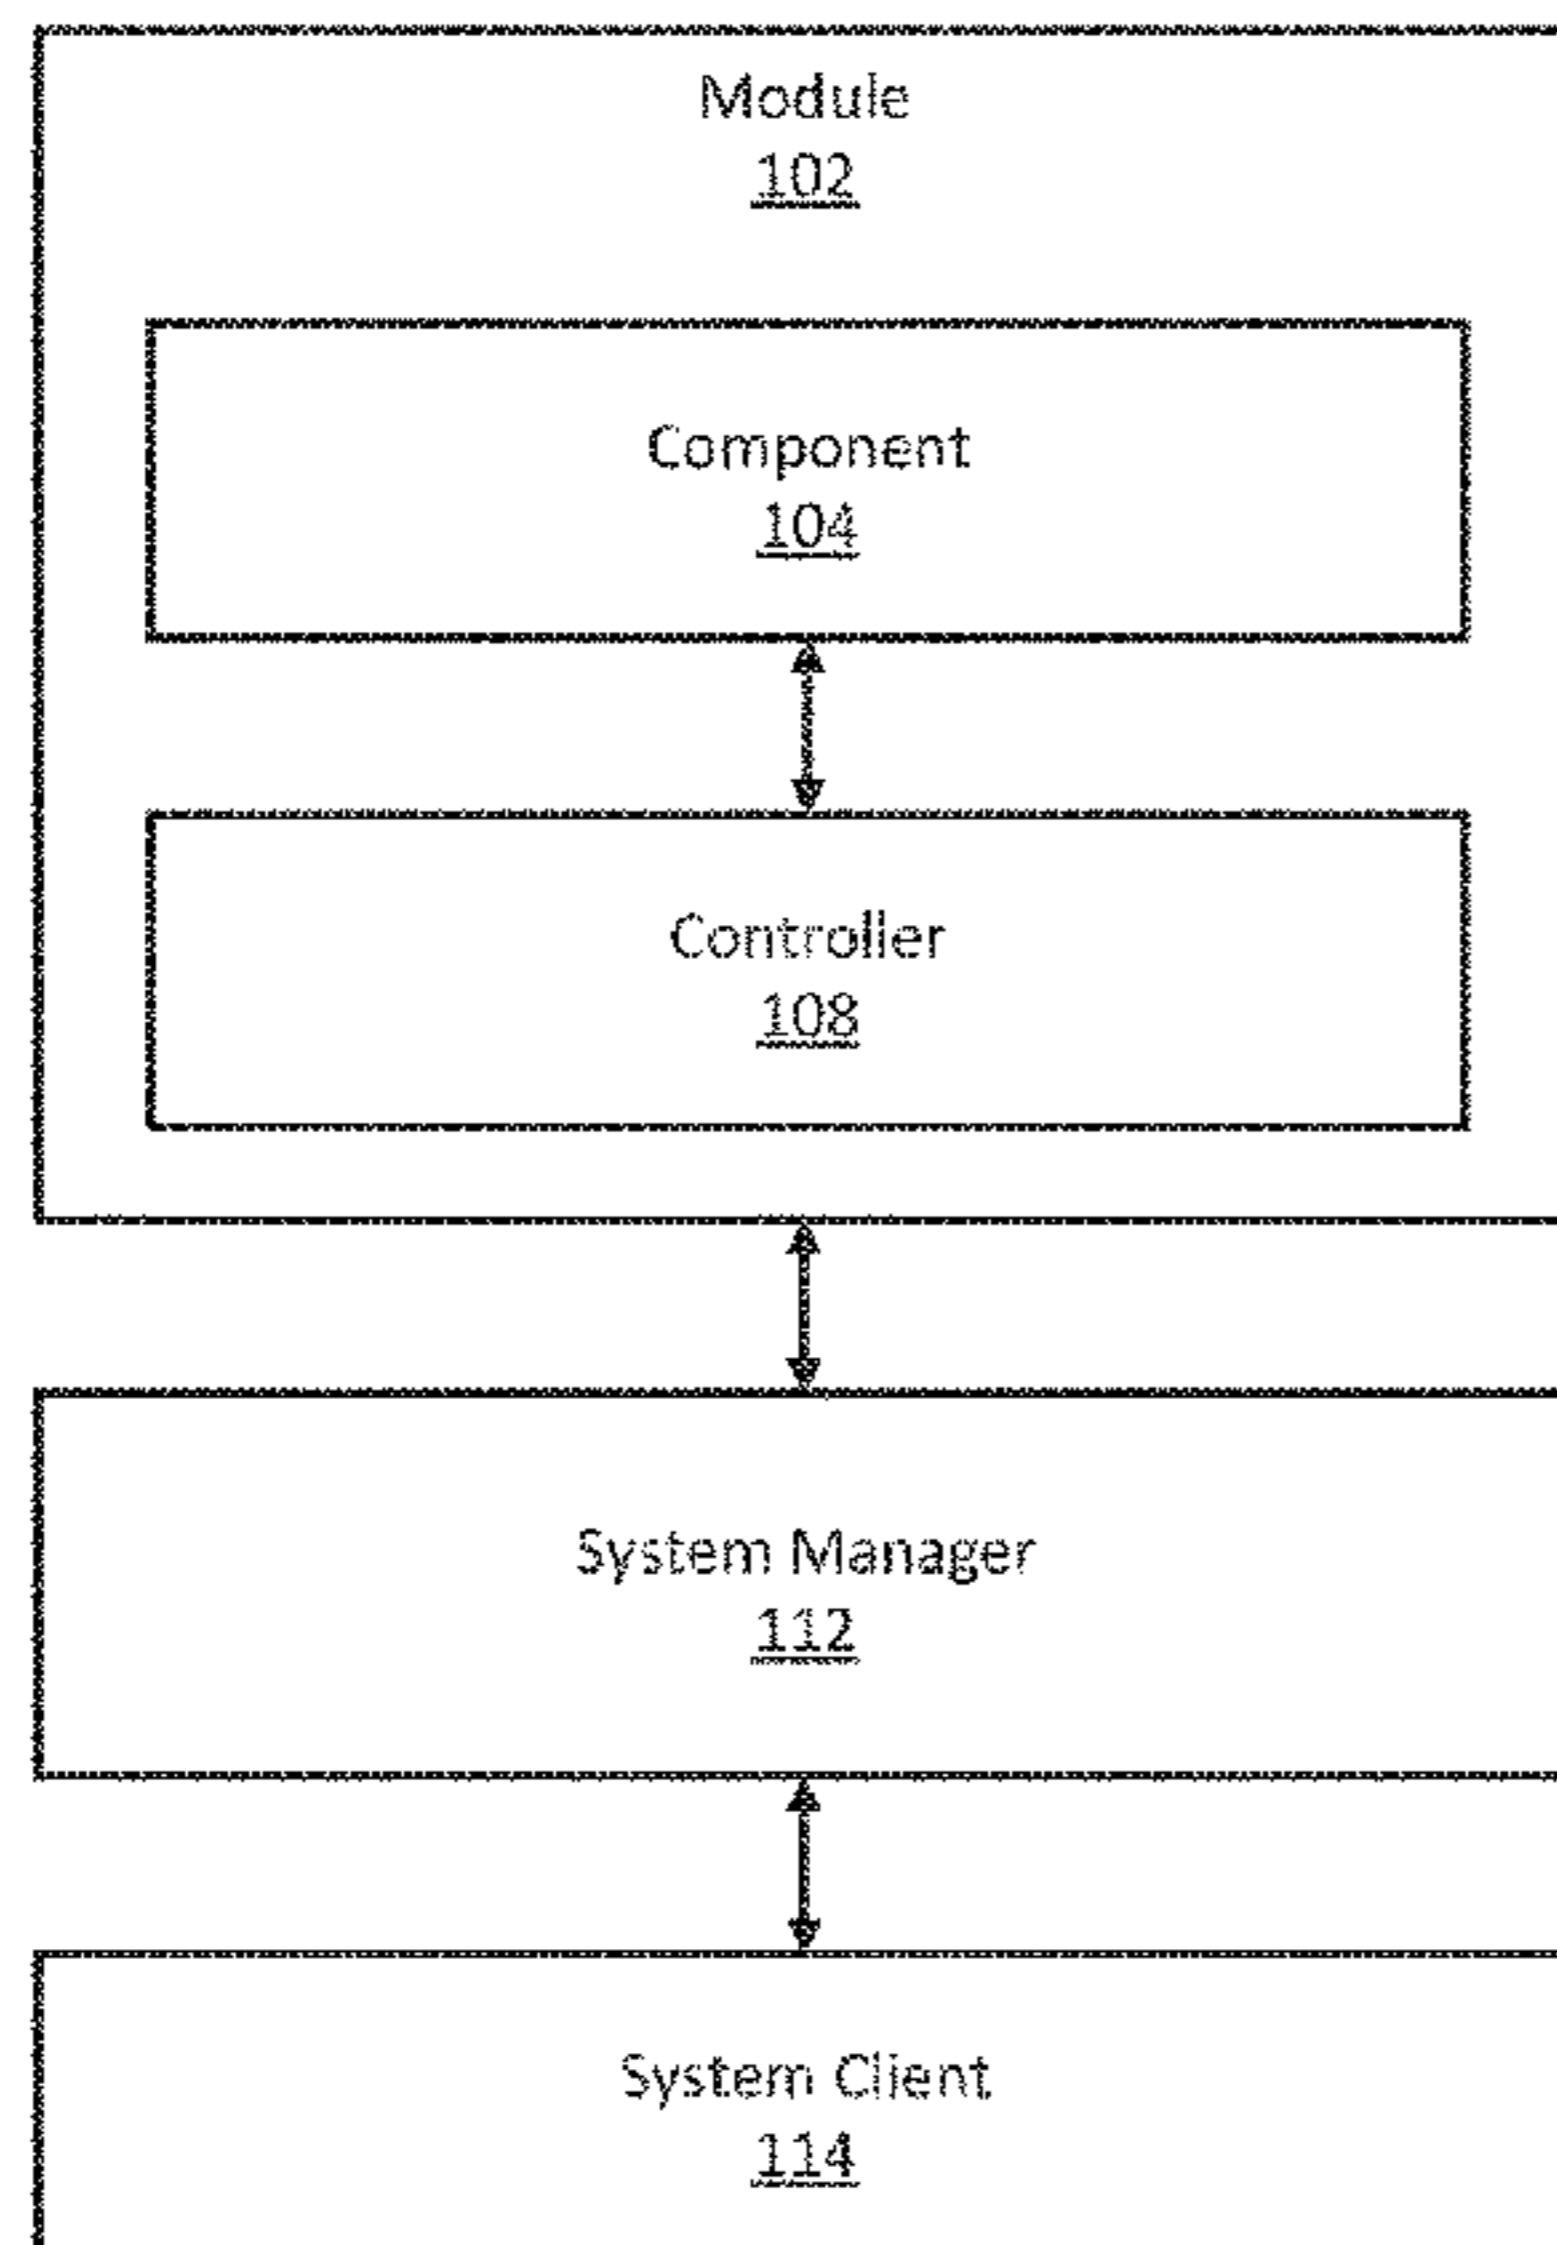 Module
102
Component
104
Controller
108
System Manager
112
System Client
114